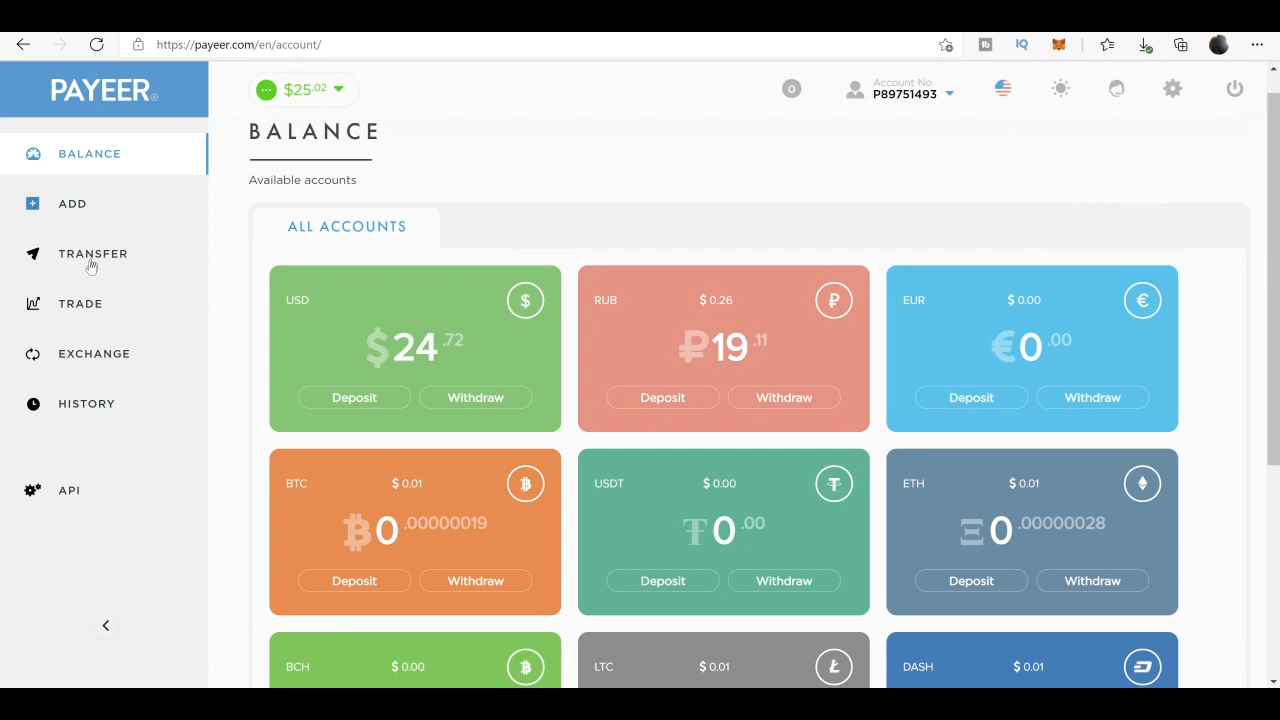 https://payeer.com/en/account/
tb
IQ
PAYEER®
$25.02
0
Account No.
P89751493
BALANCE
ADD
TRANSFER
TRADE
EXCHANGE
HISTORY
API
BALANCE
Available accounts
ALL ACCOUNTS
USD
$
$24.72
Deposit
Withdraw
RUB
$ 0.26
₽
₽19.11
Deposit
Withdraw
EUR
$ 0.00
€
€0.00
Deposit
Withdraw
BTC
$ 0.01
₿0.00000019
Deposit
Withdraw
USDT
$ 0.00
₮0.00
Deposit
Withdraw
ETH
$ 0.01
Ξ0.00000028
Deposit
Withdraw
BCH
$ 0.00
LTC
$ 0.01
DASH
$ 0.01